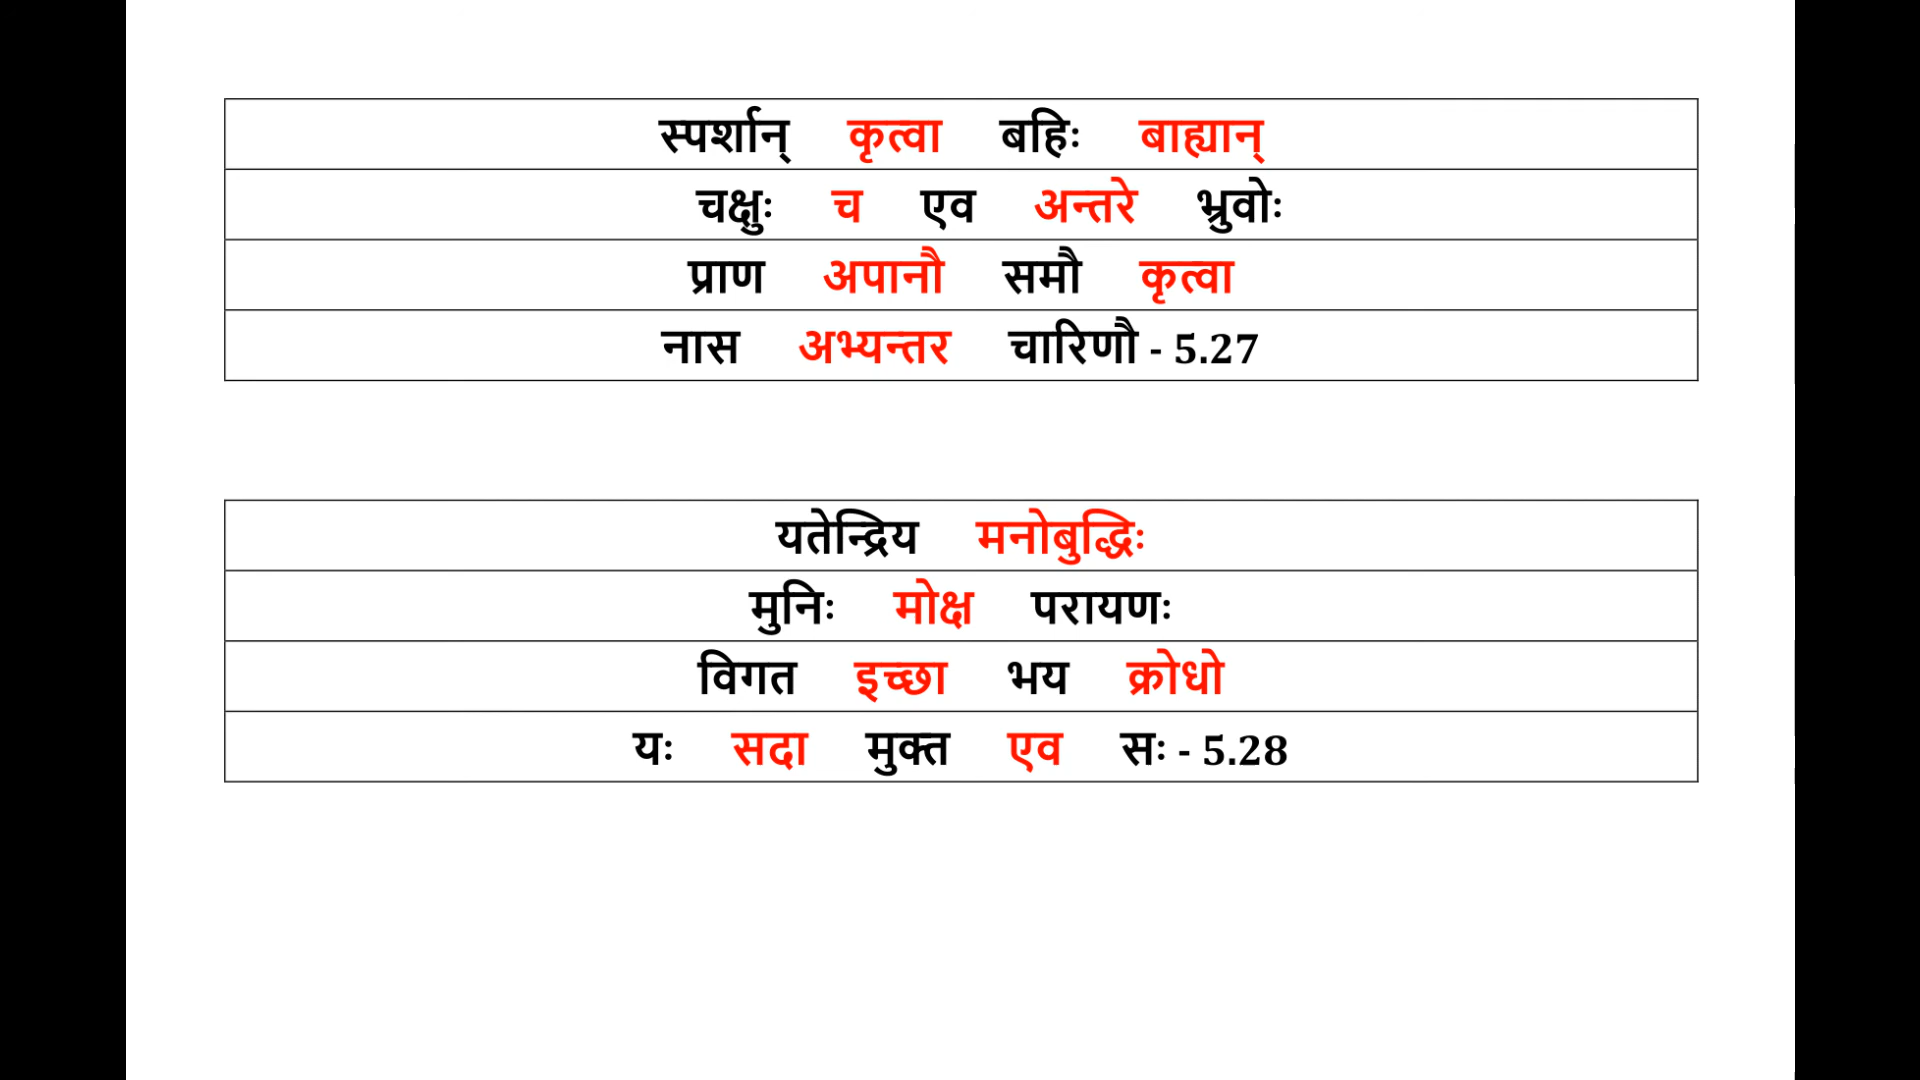 स्पर्शान् कृत्वा बहिः बाह्यान्
चक्षुः च एव अन्तरे भ्रुवोः
प्राण अपानौ समौ कृत्वा
नास अभ्यन्तर चारिणौ - 5.27
यतेन्द्रिय मनोबुद्धिः
मुनिः मोक्ष परायणः
विगत इच्छा भय क्रोधो
यः सदा मुक्त एव सः - 5.28